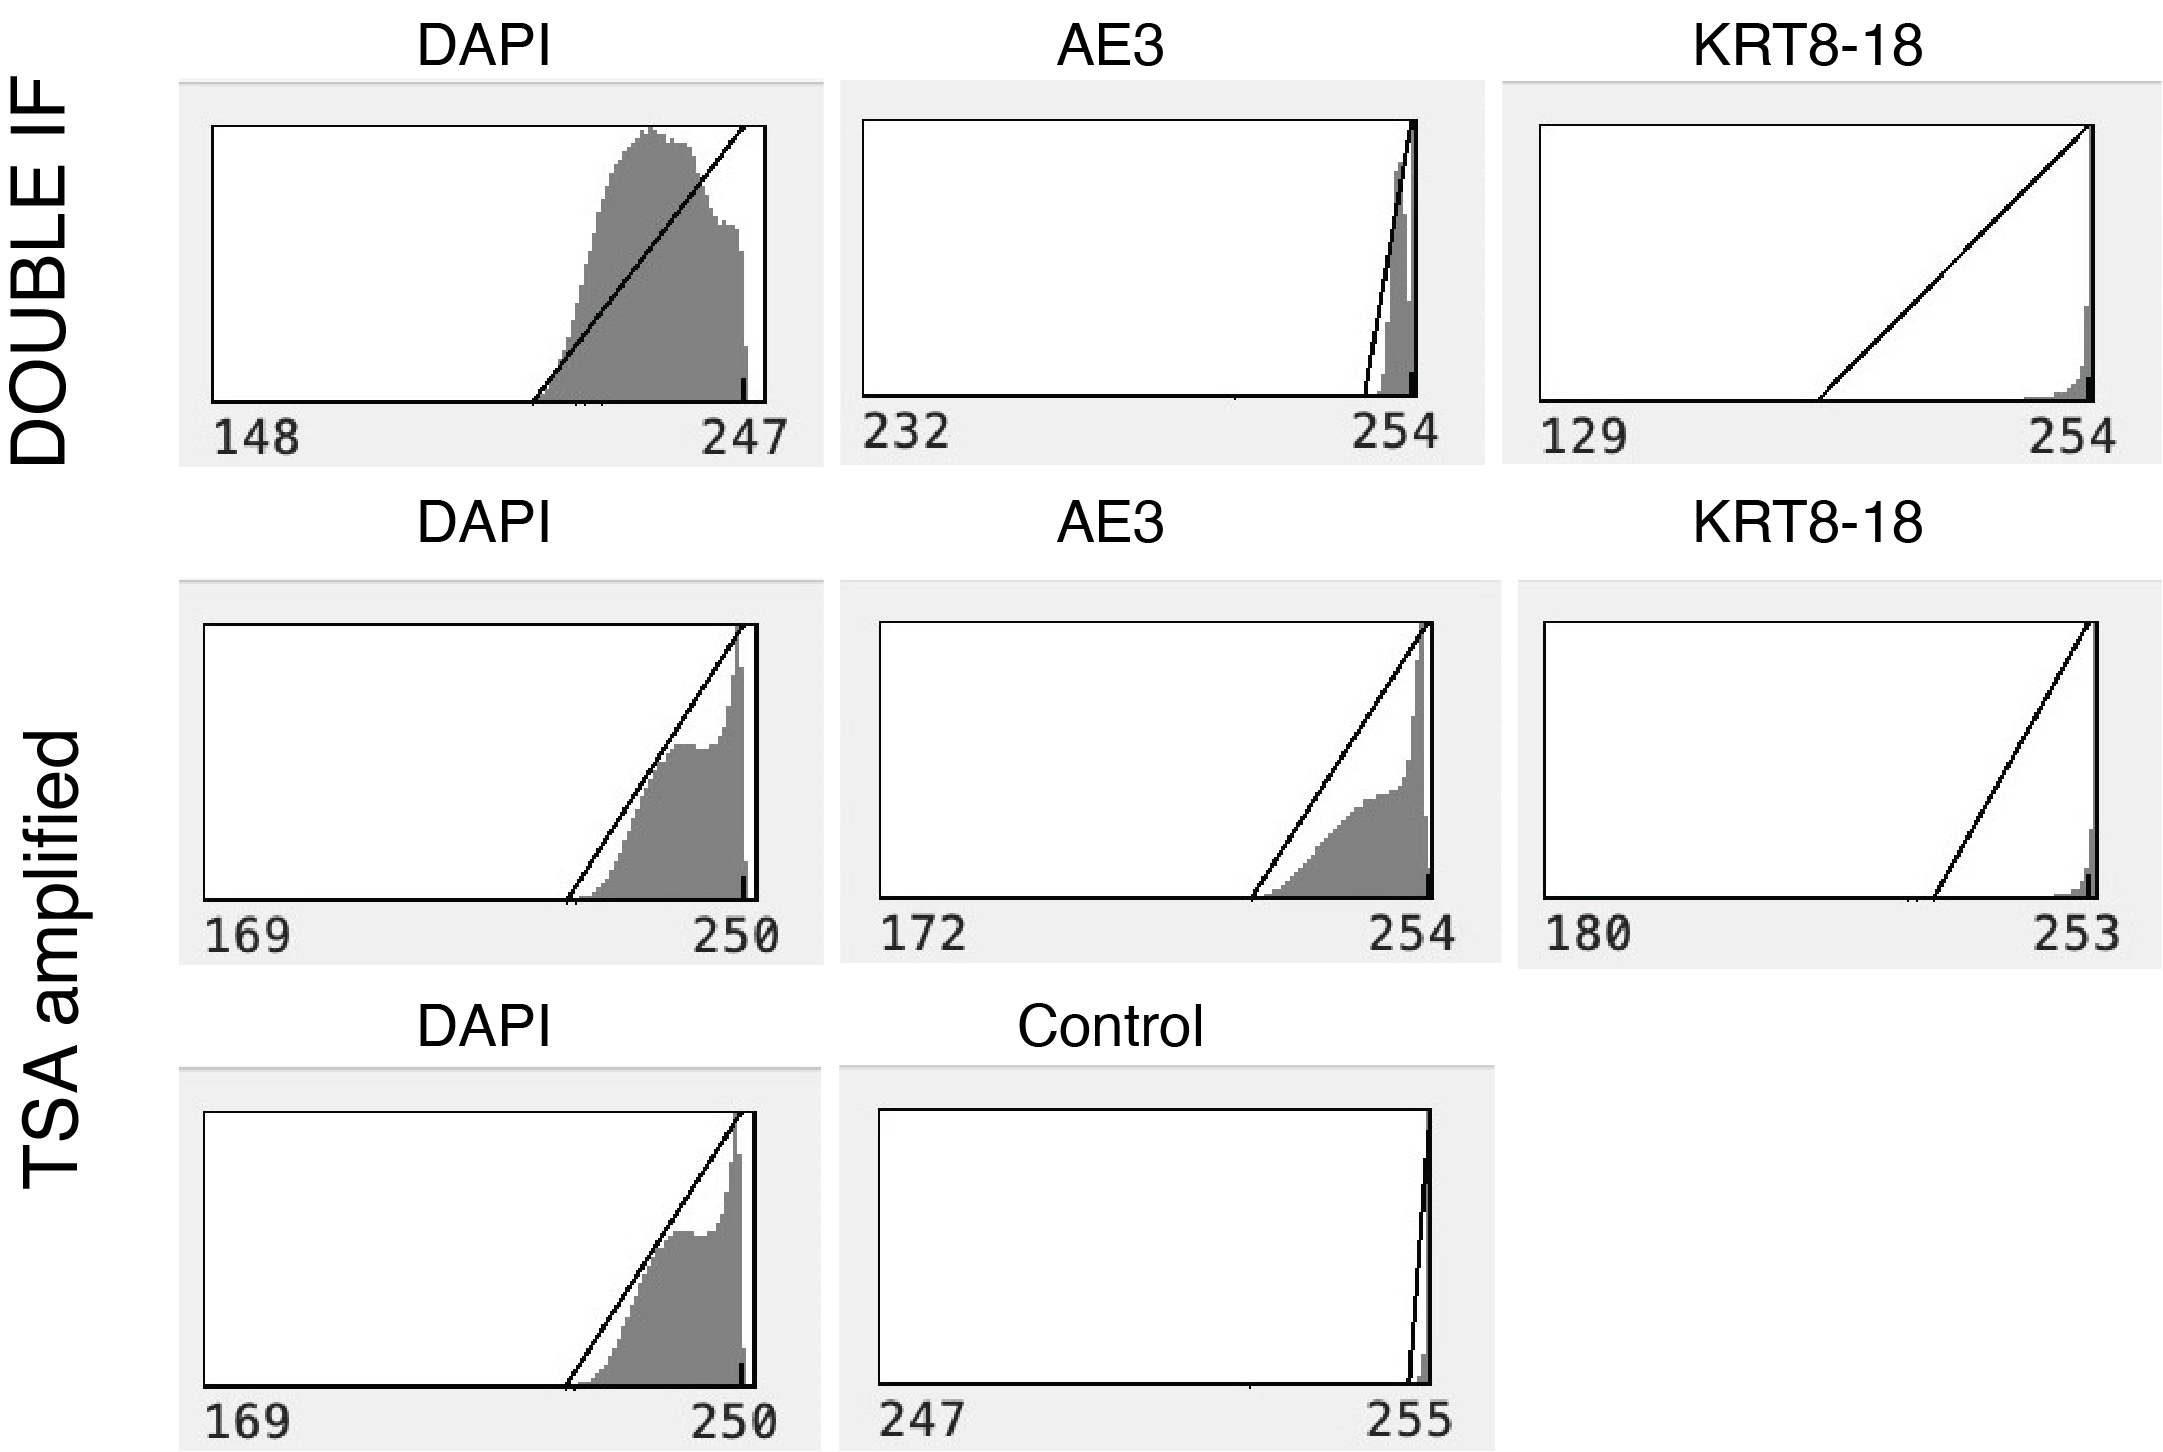 DOUBLE IF
DAPI
AE3
KRT8-18
148 247
232 254
129 254
TSA amplified
DAPI
AE3
KRT8-18
169 250
172 254
180 253
DAPI
Control
169 250
247 255